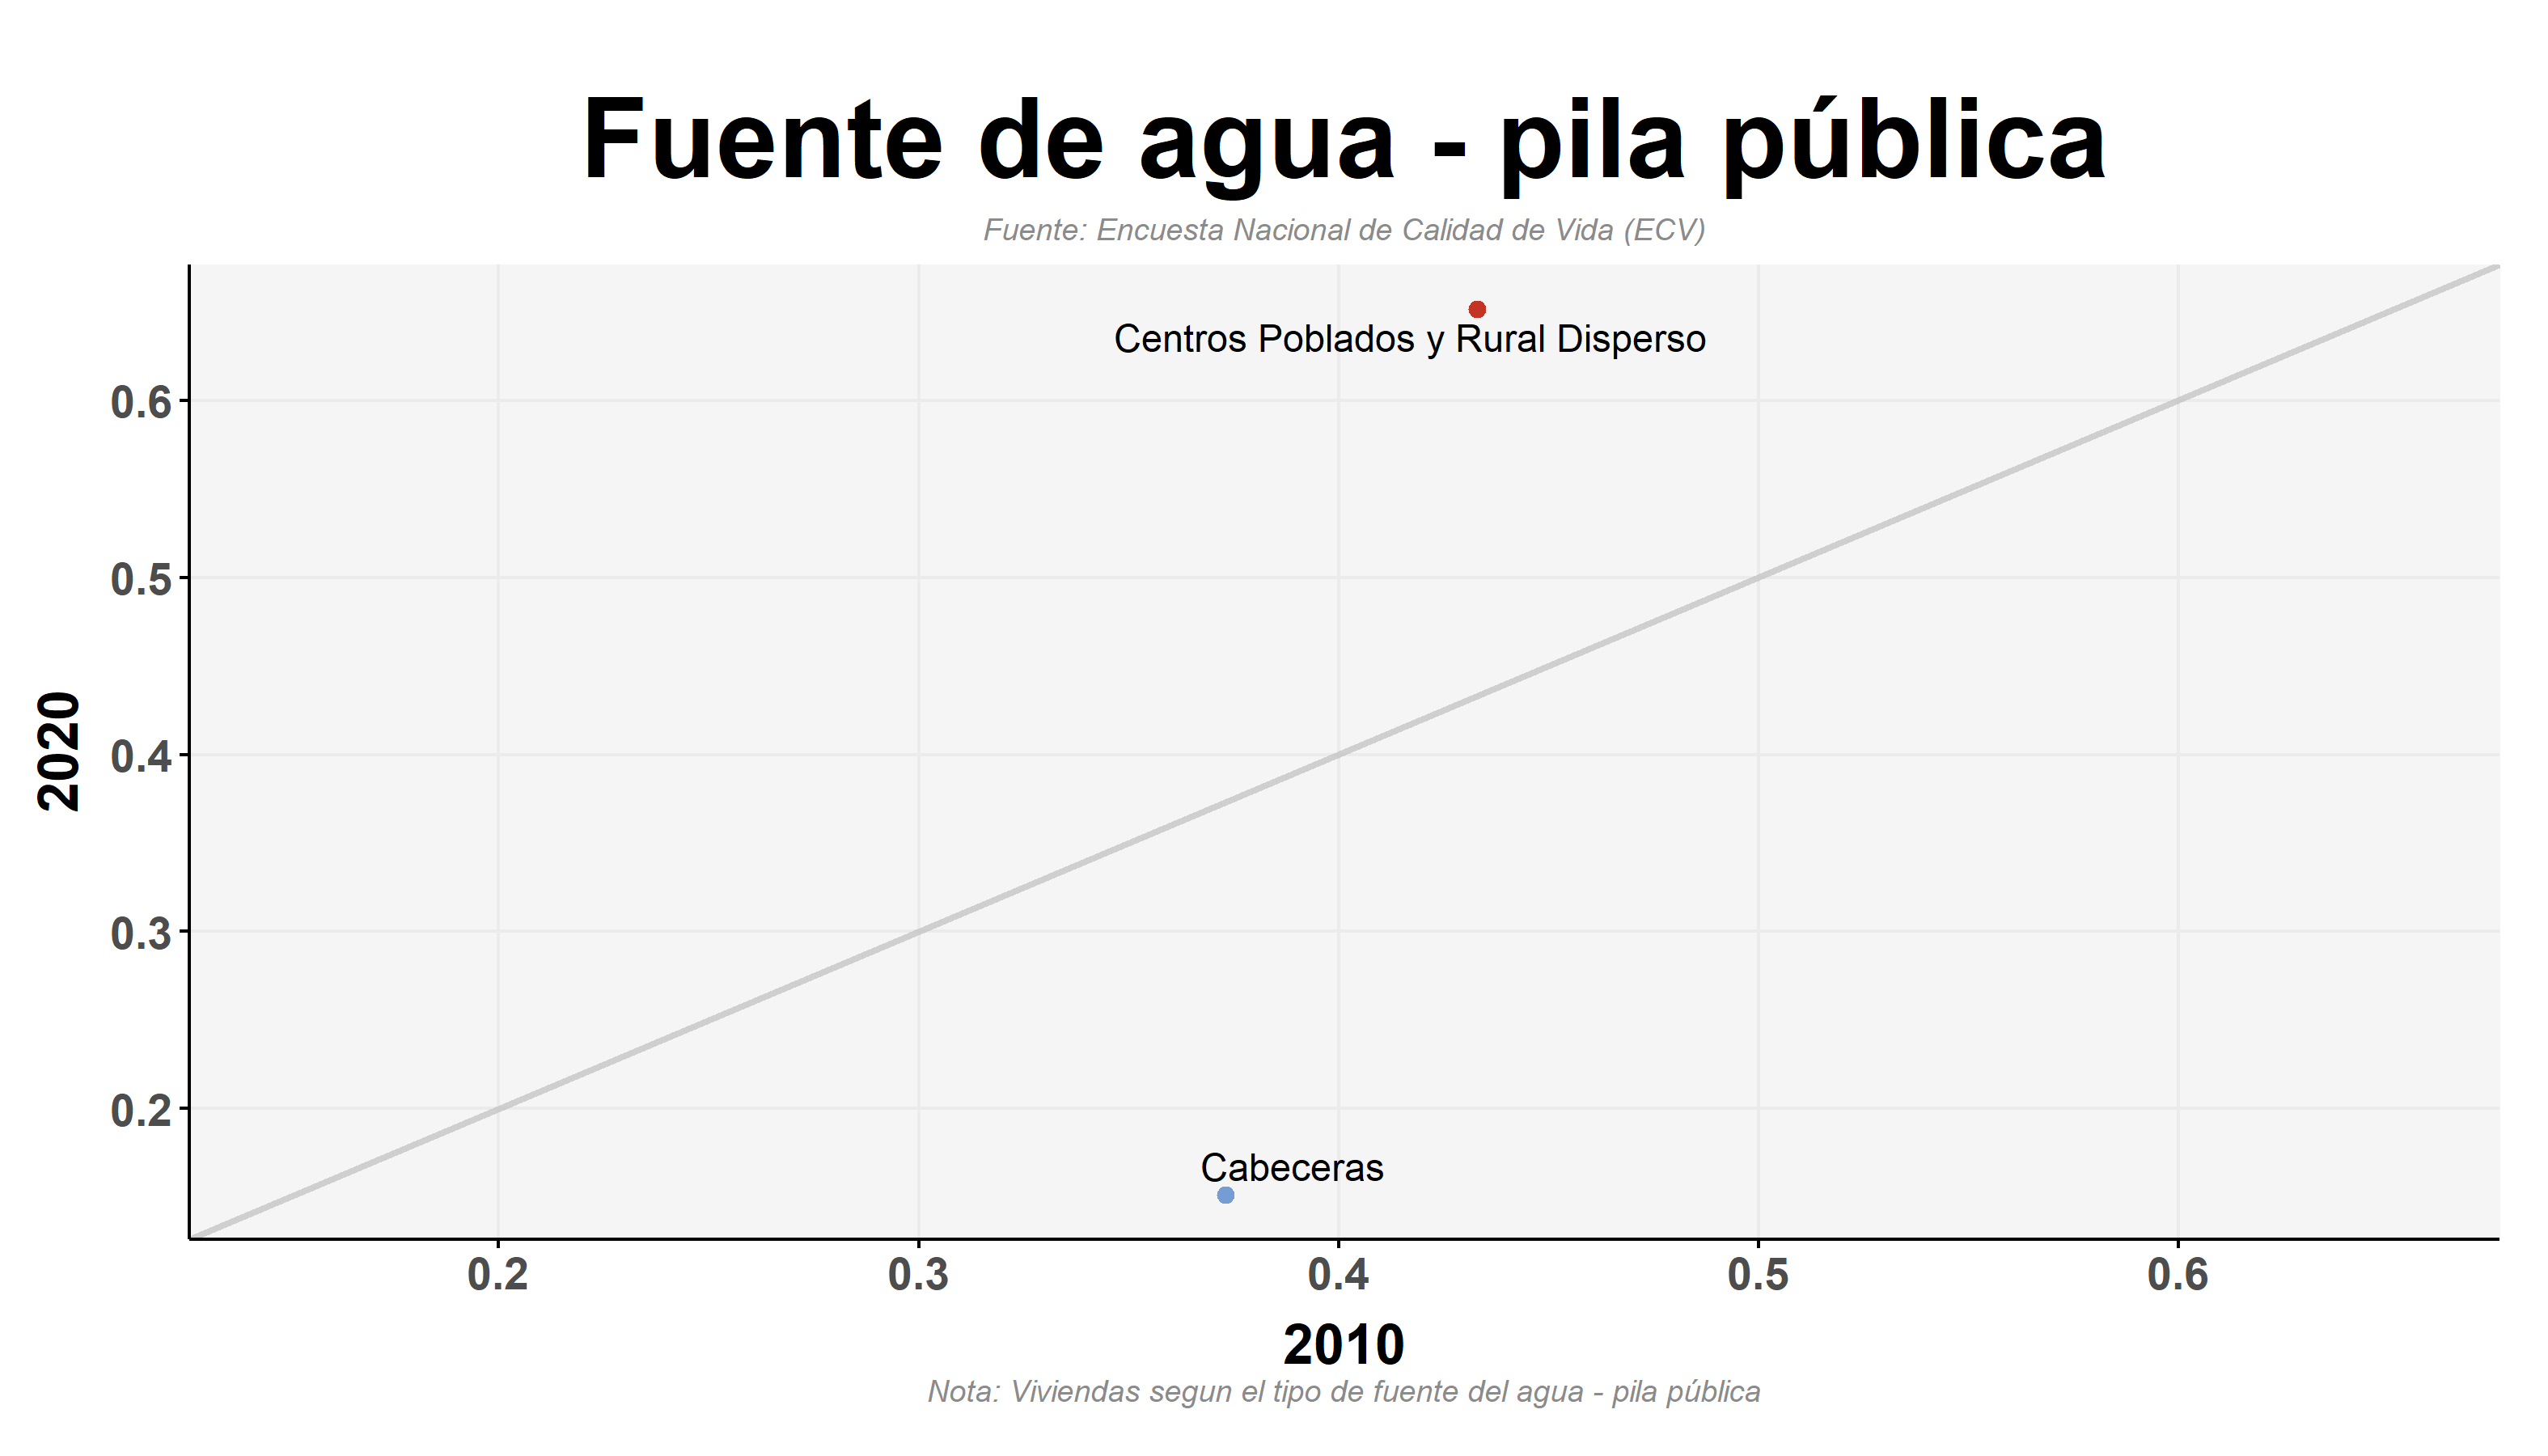 Fuente de agua - pila pública
Fuente: Encuesta Nacional de Calidad de Vida (ECV)
Centros Poblados y Rural Disperso
0.6
0.5
0.4
0.3
0.2
2020
Cabeceras
0.2 0.3 0.4 0.5 0.6
2010
Nota: Viviendas segun el tipo de fuente del agua - pila pública